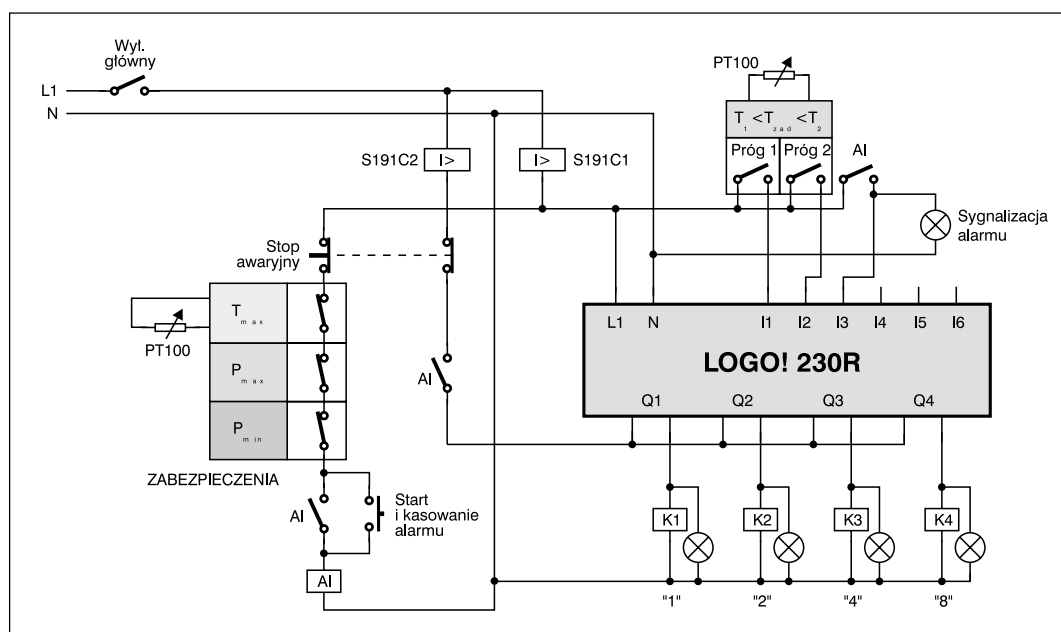 Wył.
główny
L1
N
PT100
T1 <Tzad <T2
Próg 1 Próg 2 Al
S191C2 I> I> S191C1
Sygnalizacja
alarmu
Stop
awaryjny
Tmax
PT100
Pmax
Pmin
ZABEZPIECZENIA
Al
L1 N I1 I2 I3 I4 I5 I6
LOGO! 230R
Q1 Q2 Q3 Q4
Al
Start
i kasowanie
alarmu
Al
K1 K2 K3 K4
"1" "2" "4" "8"